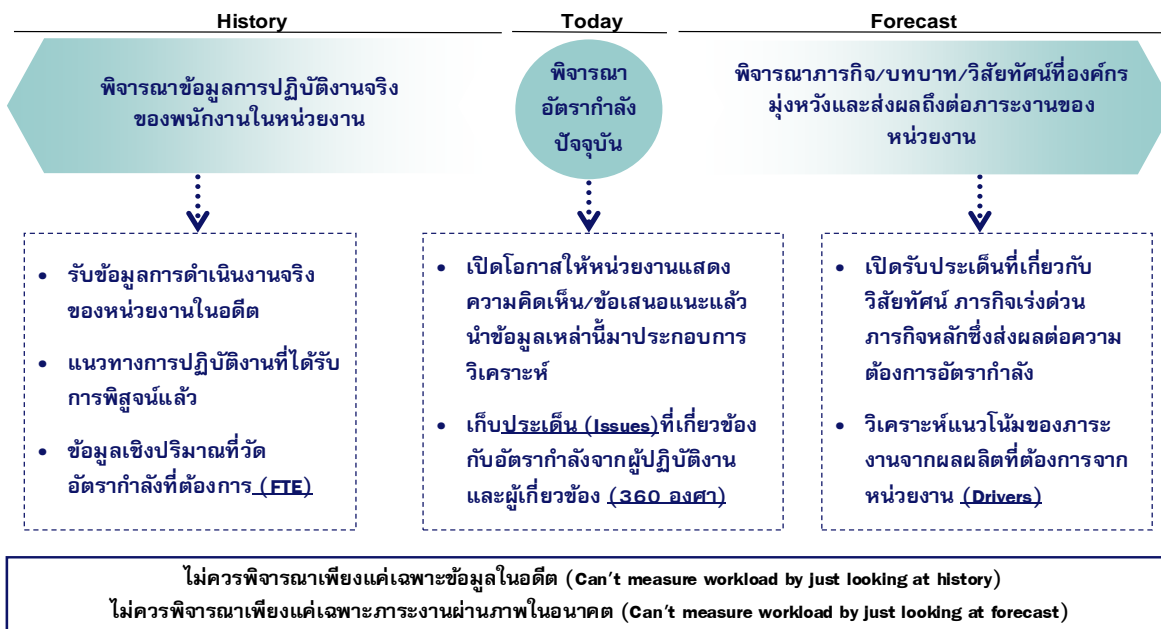 History
Today
Forecast
พิจารณาข้อมูลการปฏิบัติงานจริง
ของพนักงานในหน่วยงาน
พิจารณา
อัตรากำลัง
ปัจจุบัน
พิจารณาภารกิจ/บทบาท/วิสัยทัศน์ที่องค์กร
มุ่งหวังและส่งผลถึงต่อภาระงานของ
หน่วยงาน
• รับข้อมูลการดำเนินงานจริง
ของหน่วยงานในอดีต
• แนวทางการปฏิบัติงานที่ได้รับ
การพิสูจน์แล้ว
• ข้อมูลเชิงปริมาณที่วัด
อัตรากำลังที่ต้องการ (FTE)
• เปิดโอกาสให้หน่วยงานแสดง
ความคิดเห็น/ข้อเสนอแนะแล้ว
นำข้อมูลเหล่านี้มาประกอบการ
วิเคราะห์
• เก็บประเด็น (Issues)ที่เกี่ยวข้อง
กับอัตรากำลังจากผู้ปฏิบัติงาน
และผู้เกี่ยวข้อง (360 องศา)
• เปิดรับประเด็นที่เกี่ยวกับ
วิสัยทัศน์ ภารกิจเร่งด่วน
ภารกิจหลักซึ่งส่งผลต่อความ
ต้องการอัตรากำลัง
• วิเคราะห์แนวโน้มของภาระ
งานจากผลผลิตที่ต้องการจาก
หน่วยงาน (Drivers)
ไม่ควรพิจารณาเพียงแค่เฉพาะข้อมูลในอดีต (Can't measure workload by just looking at history)
ไม่ควรพิจารณาเพียงแค่เฉพาะภาระงานผ่านภาพในอนาคต (Can't measure workload by just looking at forecast)